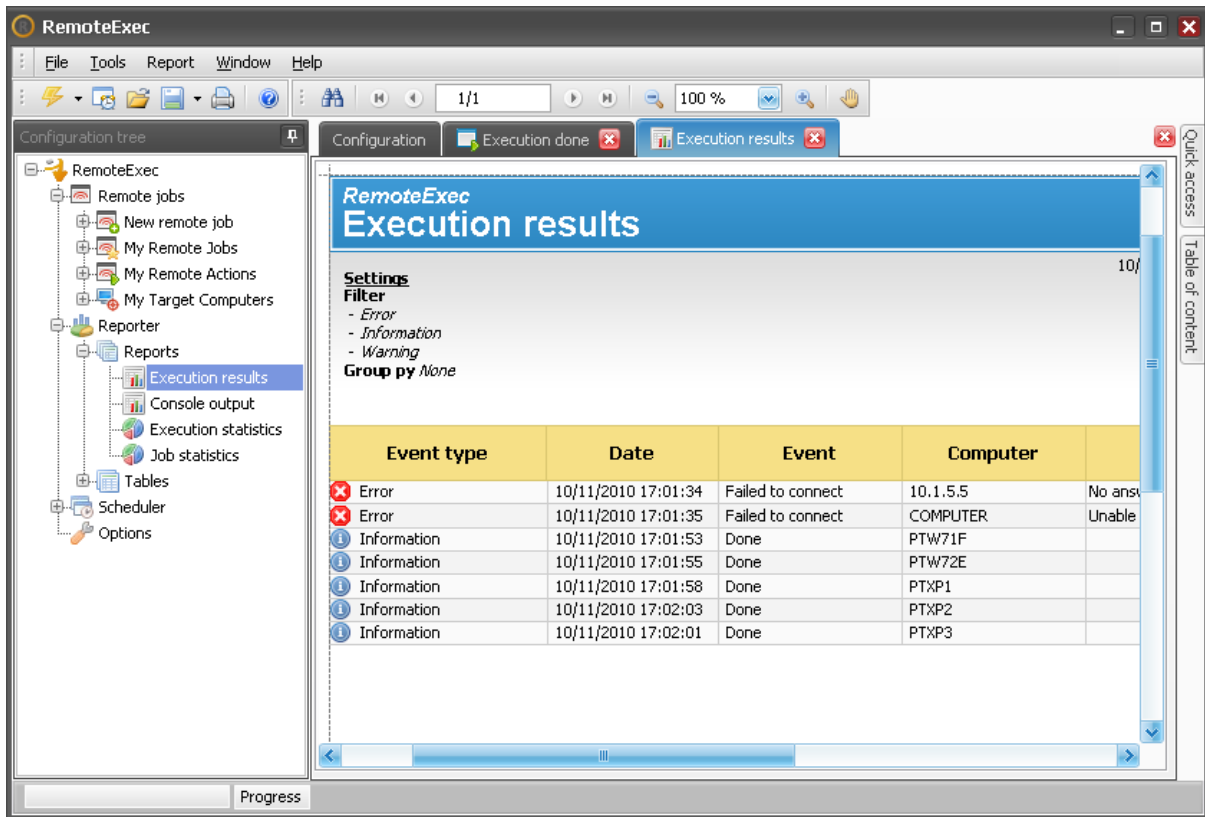 RemoteExec
File Tools Report Window Help
1/1 100 %
Configuration tree
RemoteExec
Remote jobs
New remote job
My Remote Jobs
My Remote Actions
My Target Computers
Reporter
Reports
Execution results
Console output
Execution statistics
Job statistics
Tables
Scheduler
Options
Configuration Execution done Execution results
RemoteExec
Execution results
10/
Settings
Filter
- Error
- Information
- Warning
Group py None
Event type Date Event Computer
Error 10/11/2010 17:01:34 Failed to connect 10.1.5.5 No answ
Error 10/11/2010 17:01:35 Failed to connect COMPUTER Unable
Information 10/11/2010 17:01:53 Done PTW71F
Information 10/11/2010 17:01:55 Done PTW72E
Information 10/11/2010 17:01:58 Done PTXP1
Information 10/11/2010 17:02:03 Done PTXP2
Information 10/11/2010 17:02:01 Done PTXP3
Quick access
Table of content
Progress